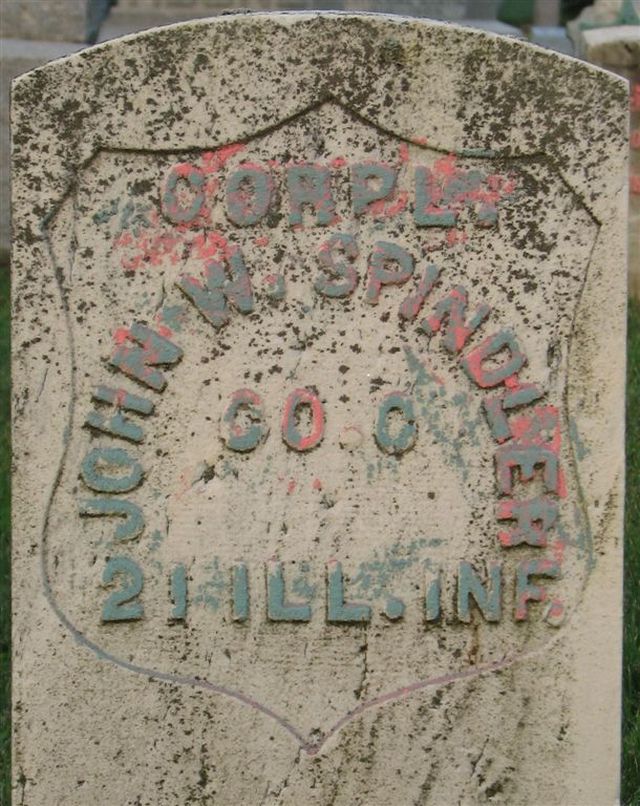 CORPL.
JOHN W. SPINDLER
CO. C
21 ILL. INF.